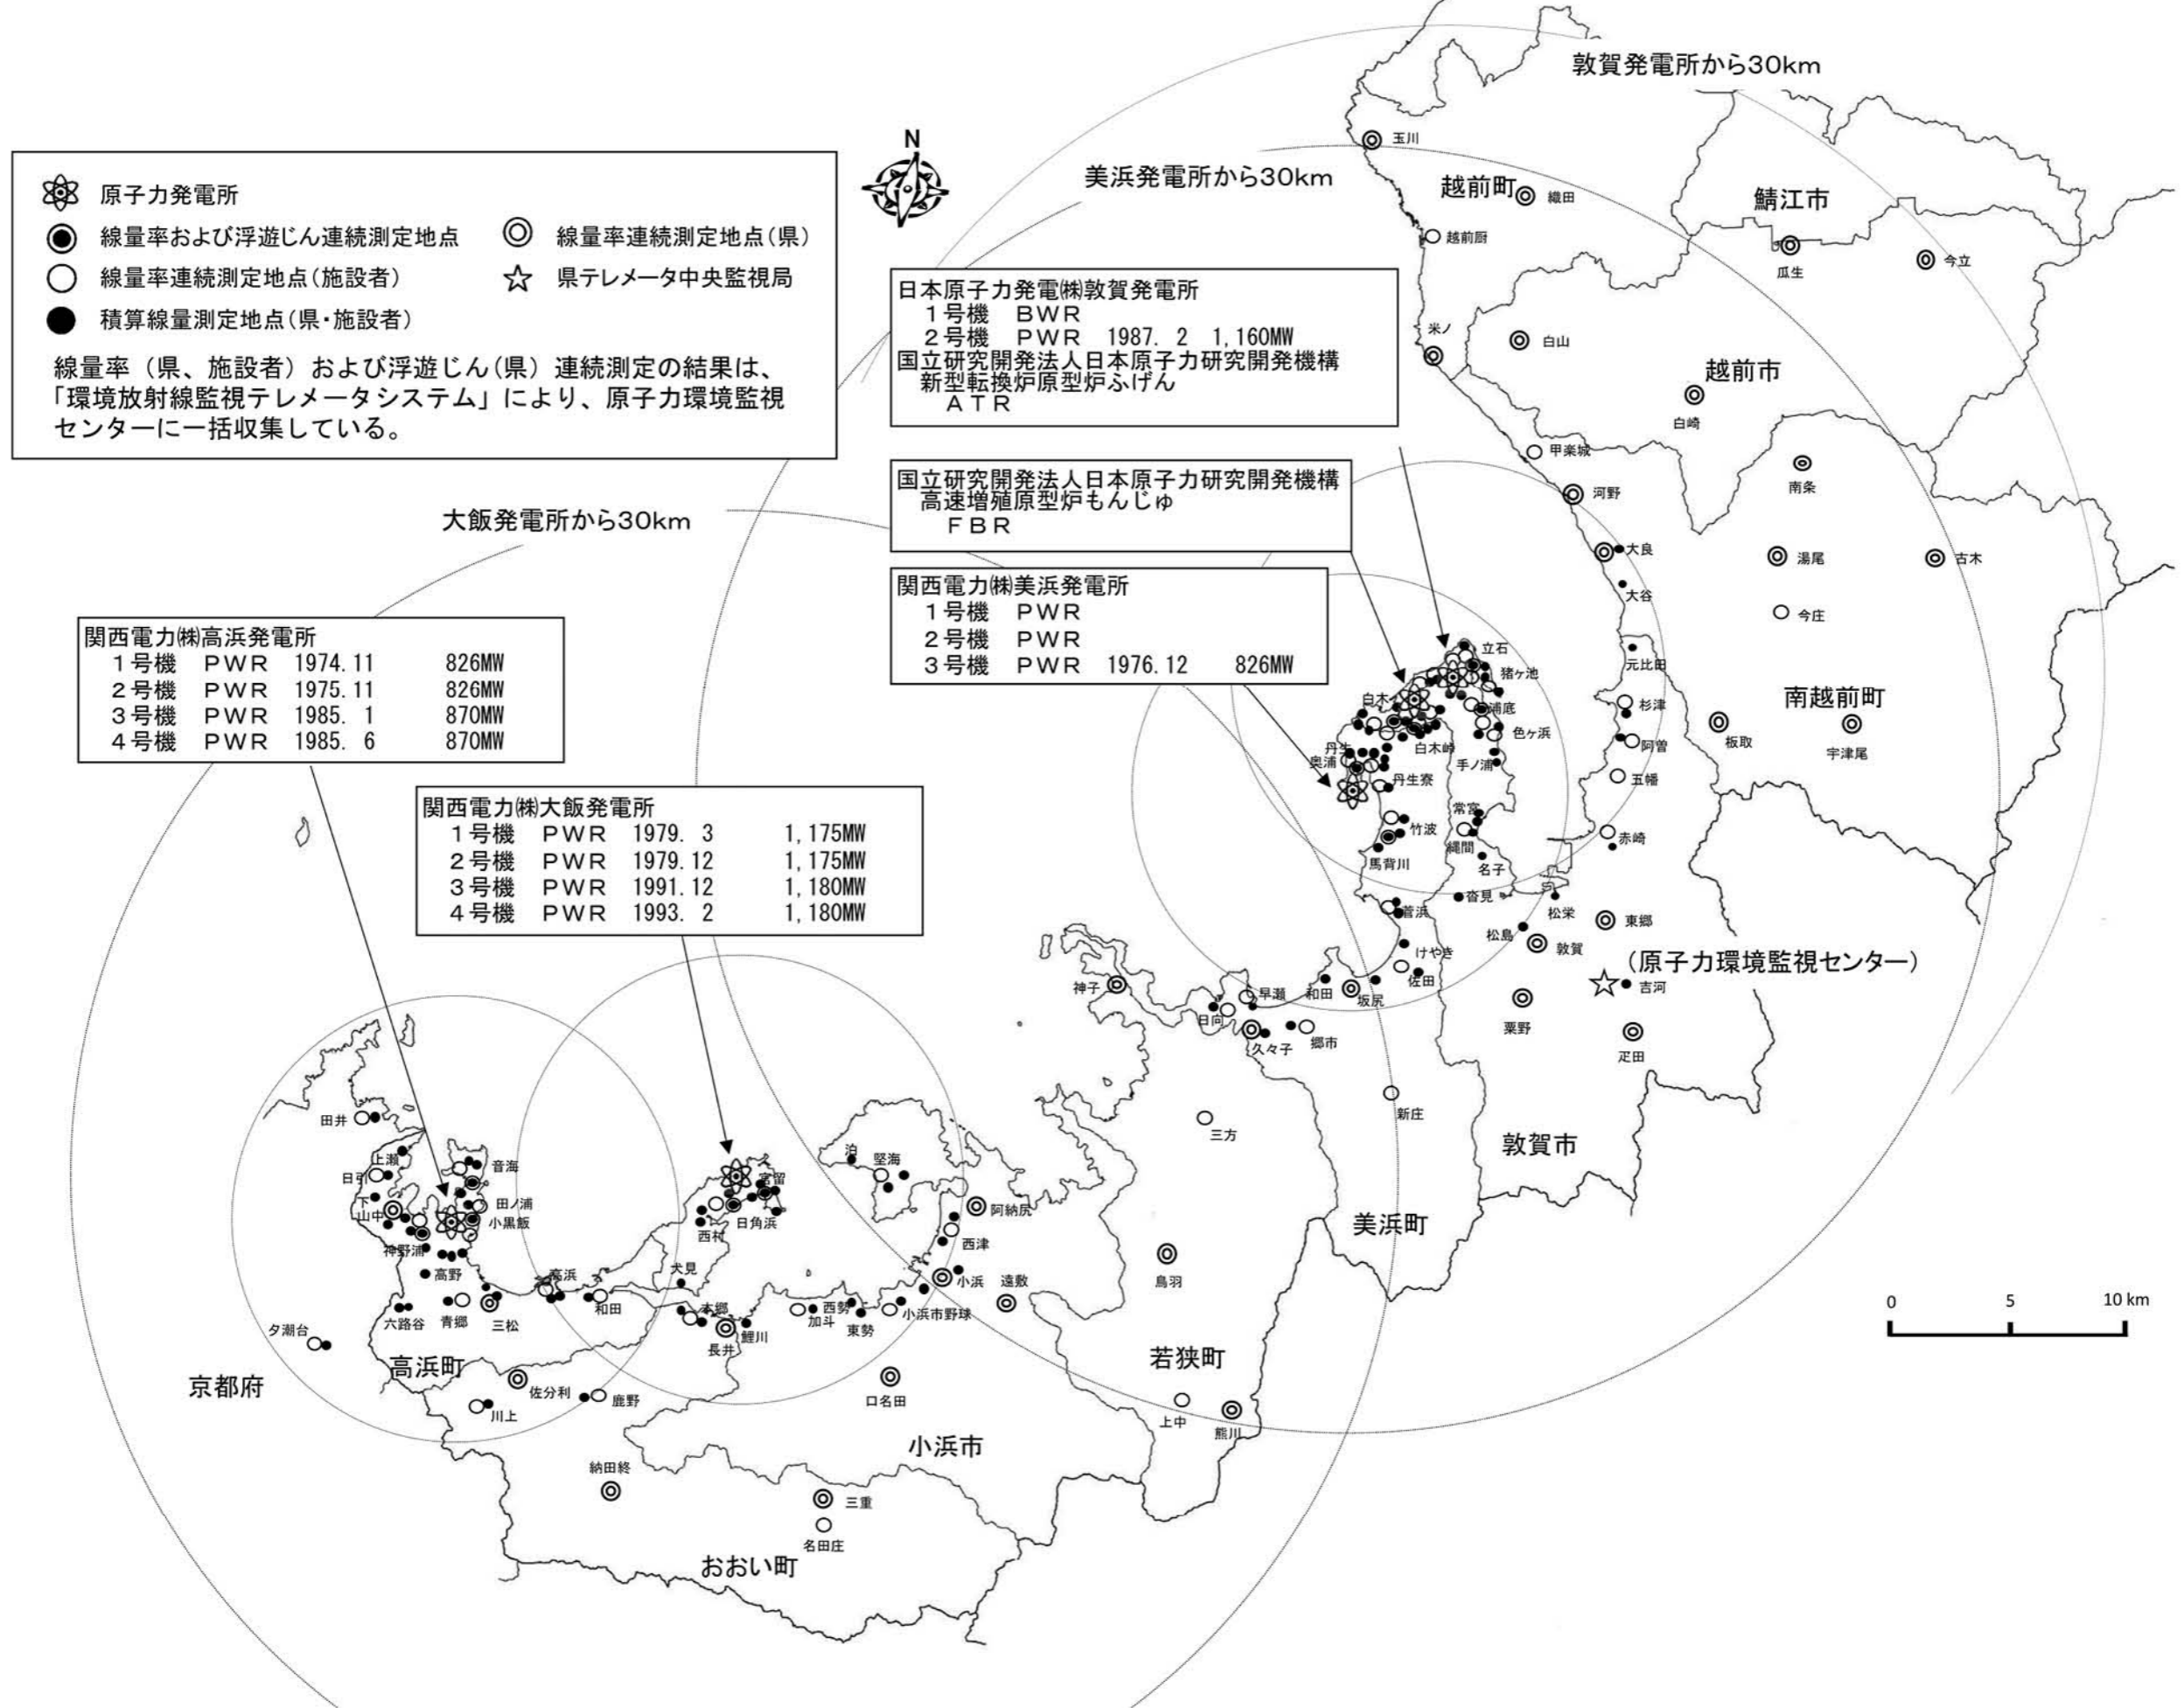 敦賀発電所から30km
美浜発電所から30km
大飯発電所から30km
N
原子力発電所
線量率および浮遊じん連続測定地点
線量率連続測定地点(県)
線量率連続測定地点(施設者)
県テレメータ中央監視局
積算線量測定地点(県・施設者)
線量率（県、施設者）および浮遊じん(県）連続測定の結果は、
「環境放射線監視テレメータシステム」により、原子力環境監視
センターに一括収集している。
日本原子力発電㈱敦賀発電所
1号機 BWR
2号機 PWR 1987. 2 1,160MW
国立研究開発法人日本原子力研究開発機構
新型転換炉原型炉ふげん
ATR
国立研究開発法人日本原子力研究開発機構
高速増殖原型炉もんじゅ
FBR
関西電力㈱美浜発電所
1号機 PWR
2号機 PWR
3号機 PWR 1976.12 826MW
関西電力㈱高浜発電所
1号機 PWR 1974.11 826MW
2号機 PWR 1975.11 826MW
3号機 PWR 1985. 1 870MW
4号機 PWR 1985. 6 870MW
関西電力㈱大飯発電所
1号機 PWR 1979. 3 1,175MW
2号機 PWR 1979.12 1,175MW
3号機 PWR 1991.12 1,180MW
4号機 PWR 1993. 2 1,180MW
玉川
越前町
織田
鯖江市
越前厨
瓜生
今立
米ノ
白山
越前市
白崎
甲楽城
南条
河野
大良
湯尾
古木
大谷
今庄
立石
元比田
猪ヶ池
白木
浦底
杉津
南越前町
色ヶ浜
丹生
白木峠
阿曽
板取
宇津尾
奥浦
手ノ浦
丹生寮
五幡
常宮
竹波
赤崎
縄間
馬背川
名子
沓見
菅浜
松栄
東郷
松島
けやき
敦賀
(原子力環境監視センター)
佐田
吉河
神子
早瀬
和田
坂尻
日向
粟野
久々子
郷市
疋田
新庄
三方
敦賀市
田井
上瀬
音海
日引
泊
堅海
宮留
下
田ノ浦
山中
小黒飯
日角浜
阿納尻
美浜町
神野浦
西村
西津
高野
高浜
犬見
小浜
遠敷
鳥羽
和田
本郷
西勢
小浜市野球
六路谷
青郷
三松
加斗
東勢
夕潮台
長井
鯉川
若狭町
高浜町
京都府
佐分利
鹿野
口名田
川上
上中
熊川
小浜市
納田終
三重
名田庄
おおい町
0 5 10 km